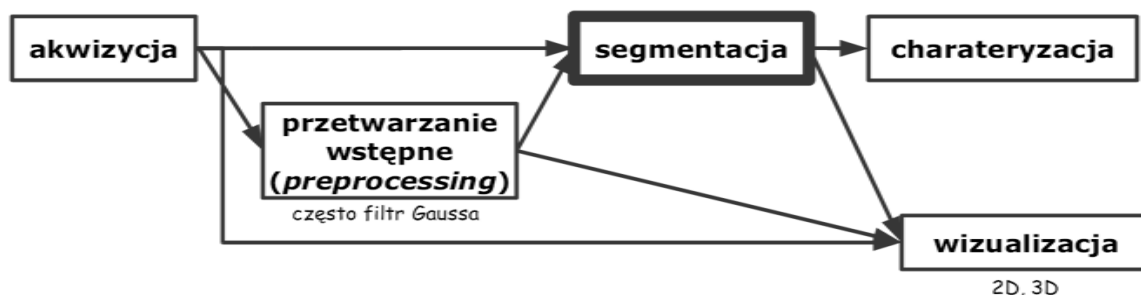 akwizycja
segmentacja
charateryzacja
przetwarzanie
wstępne
(preprocessing)
często filtr Gaussa
wizualizacja
2D, 3D